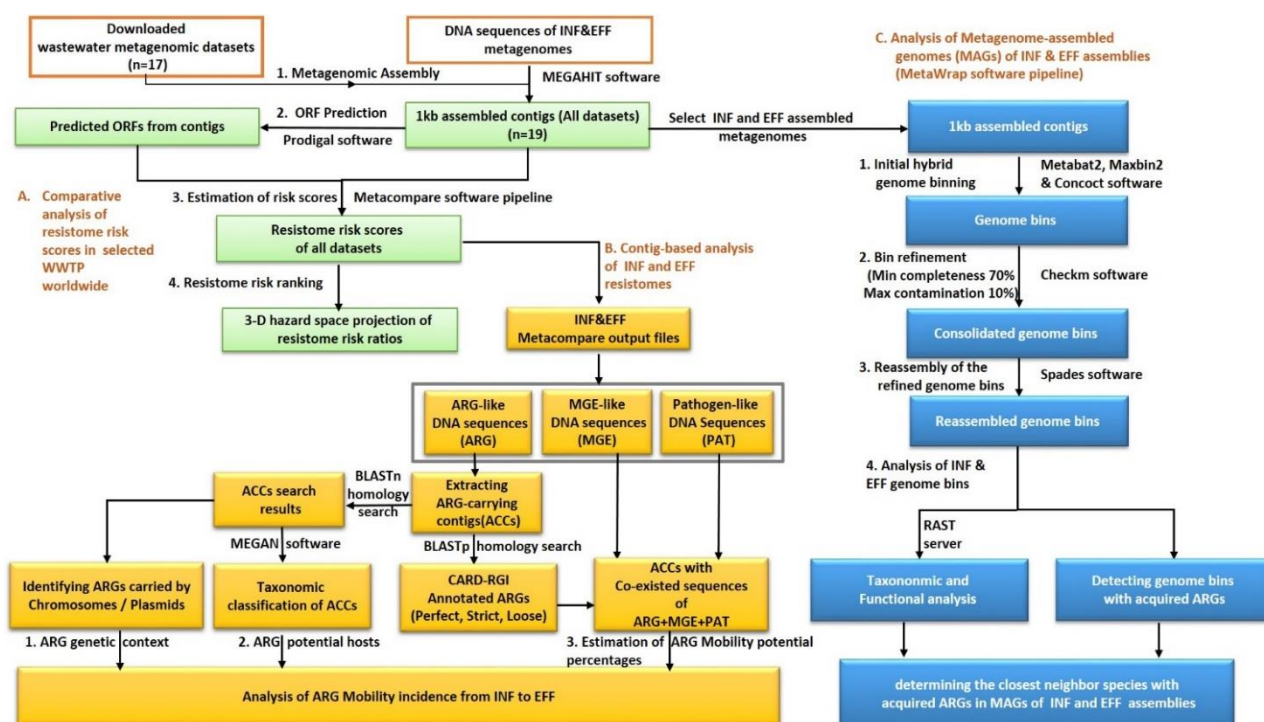 Downloaded
wastewater metagenomic datasets
(n=17)
DNA sequences of INF&EFF
metagenomes
1. Metagenomic Assembly
MEGAHIT software
Predicted ORFs from contigs
2. ORF Prediction
Prodigal software
1kb assembled contigs (All datasets)
(n=19)
Select INF and EFF assembled
metagenomes
A. Comparative
analysis of
resistome risk
scores in selected
WWTP
worldwide
3. Estimation of risk scores
Metacompare software pipeline
Resistome risk scores
of all datasets
4. Resistome risk ranking
3-D hazard space projection of
resistome risk ratios
B. Contig-based analysis
of INF and EFF
resistomes
INF&EFF
Metacompare output files
ARG-like
DNA sequences
(ARG)
MGE-like
DNA sequences
(MGE)
Pathogen-like
DNA Sequences
(PAT)
BLASTn
homology
search
Extracting
ARG-carrying
contigs(ACCs)
ACCs search
results
MEGAN software
BLASTp homology search
Identifying ARGs carried by
Chromosomes / Plasmids
Taxonomic
classification of ACCs
CARD-RGI
Annotated ARGs
(Perfect, Strict, Loose)
ACCs with
Co-existed sequences
of
ARG+MGE+PAT
1. ARG genetic context
2. ARG potential hosts
3. Estimation of ARG Mobility potential
percentages
Analysis of ARG Mobility incidence from INF to EFF
C. Analysis of Metagenome-assembled
genomes (MAGs) of INF & EFF assemblies
(MetaWrap software pipeline)
1kb assembled contigs
1. Initial hybrid
genome binning
Metabat2, Maxbin2
& Concoct software
Genome bins
2. Bin refinement
(Min completeness 70%
Max contamination 10%)
Checkm software
Consolidated genome bins
3. Reassembly of the
refined genome bins
Spades software
Reassembled genome bins
4. Analysis of INF &
EFF genome bins
RAST
server
Taxononmic and
Functional analysis
Detecting genome bins
with acquired ARGs
determining the closest neighbor species with
acquired ARGs in MAGs of INF and EFF assemblies